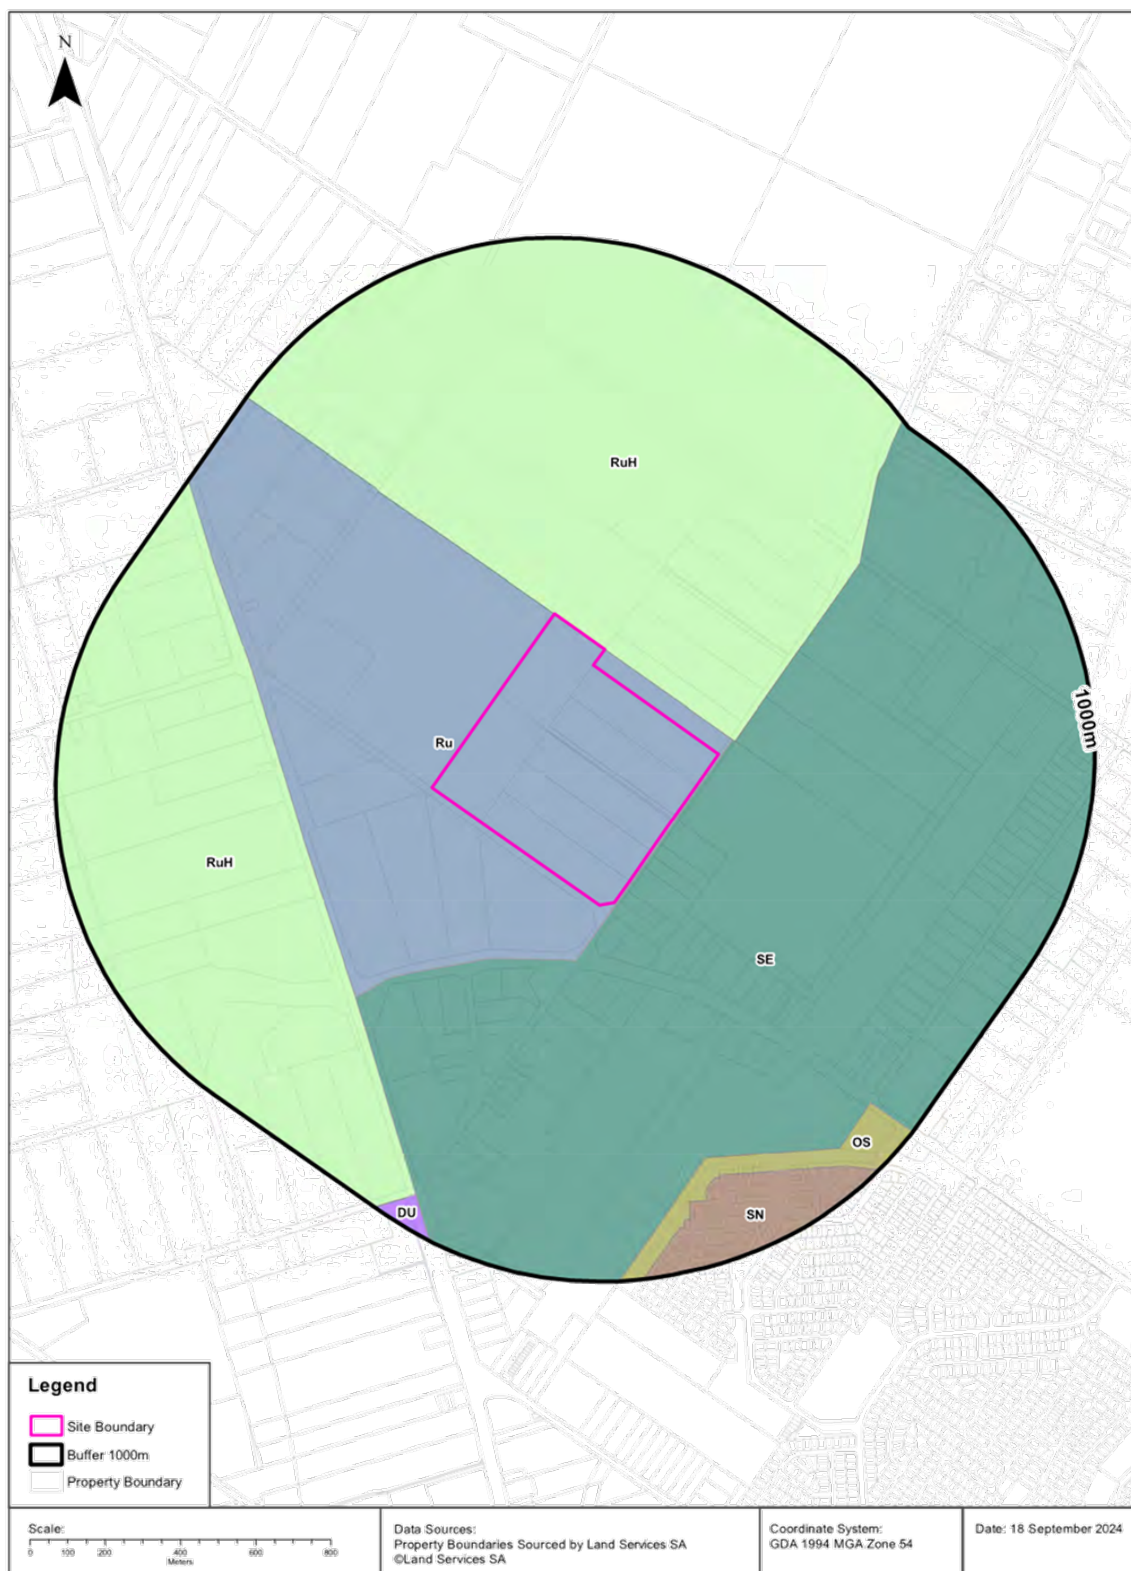 N
RuH
1000m
Ru
RuH
SE
OS
DU
SN
Legend
Site Boundary
Buffer 1000m
Property Boundary
Scale:
0 100 200 400 600 800
Meters
Data Sources:
Property Boundaries Sourced by Land Services SA
©Land Services SA
Coordinate System:
GDA 1994 MGA Zone 54
Date: 18 September 2024